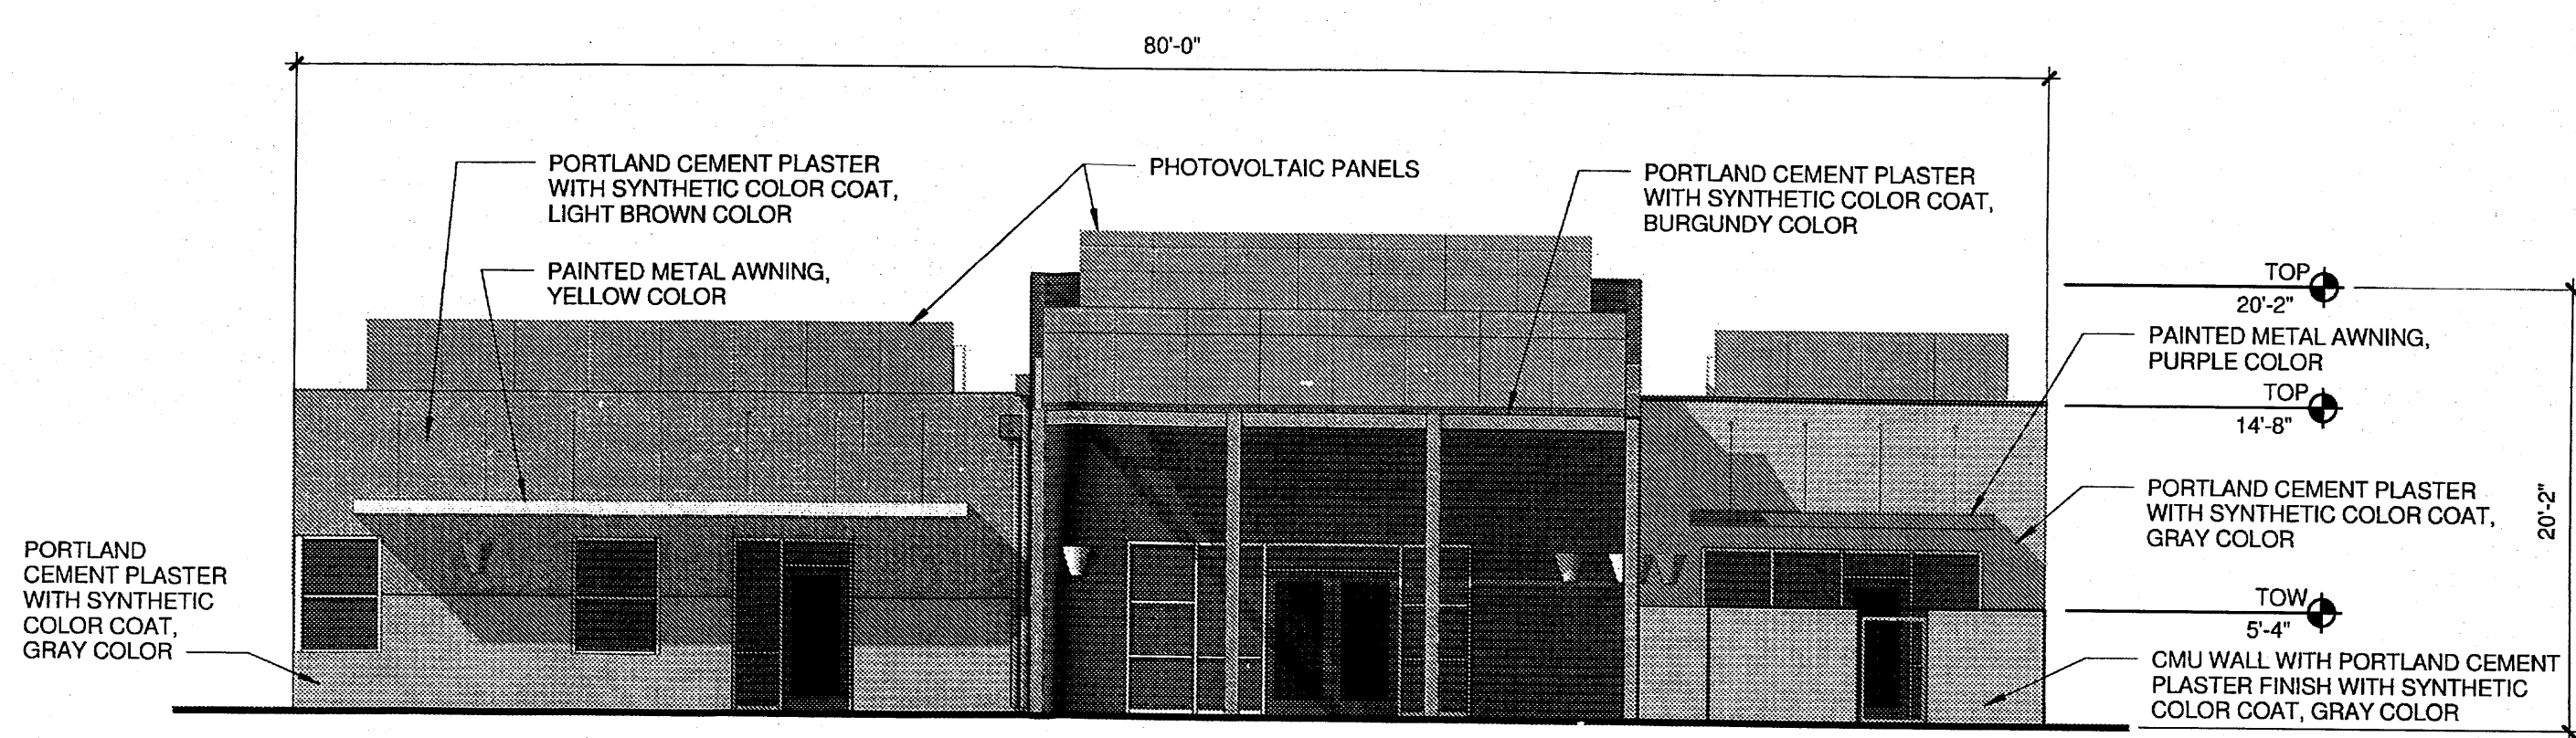 80'-0"
PORTLAND CEMENT PLASTER
WITH SYNTHETIC COLOR COAT,
LIGHT BROWN COLOR
PHOTOVOLTAIC PANELS
PORTLAND CEMENT PLASTER
WITH SYNTHETIC COLOR COAT,
BURGUNDY COLOR
PAINTED METAL AWNING,
YELLOW COLOR
TOP
20'-2"
PAINTED METAL AWNING,
PURPLE COLOR
TOP
14'-8"
PORTLAND CEMENT PLASTER
WITH SYNTHETIC COLOR COAT,
GRAY COLOR
20'-2"
PORTLAND
CEMENT PLASTER
WITH SYNTHETIC
COLOR COAT,
GRAY COLOR
TOW
5'-4"
CMU WALL WITH PORTLAND CEMENT
PLASTER FINISH WITH SYNTHETIC
COLOR COAT, GRAY COLOR